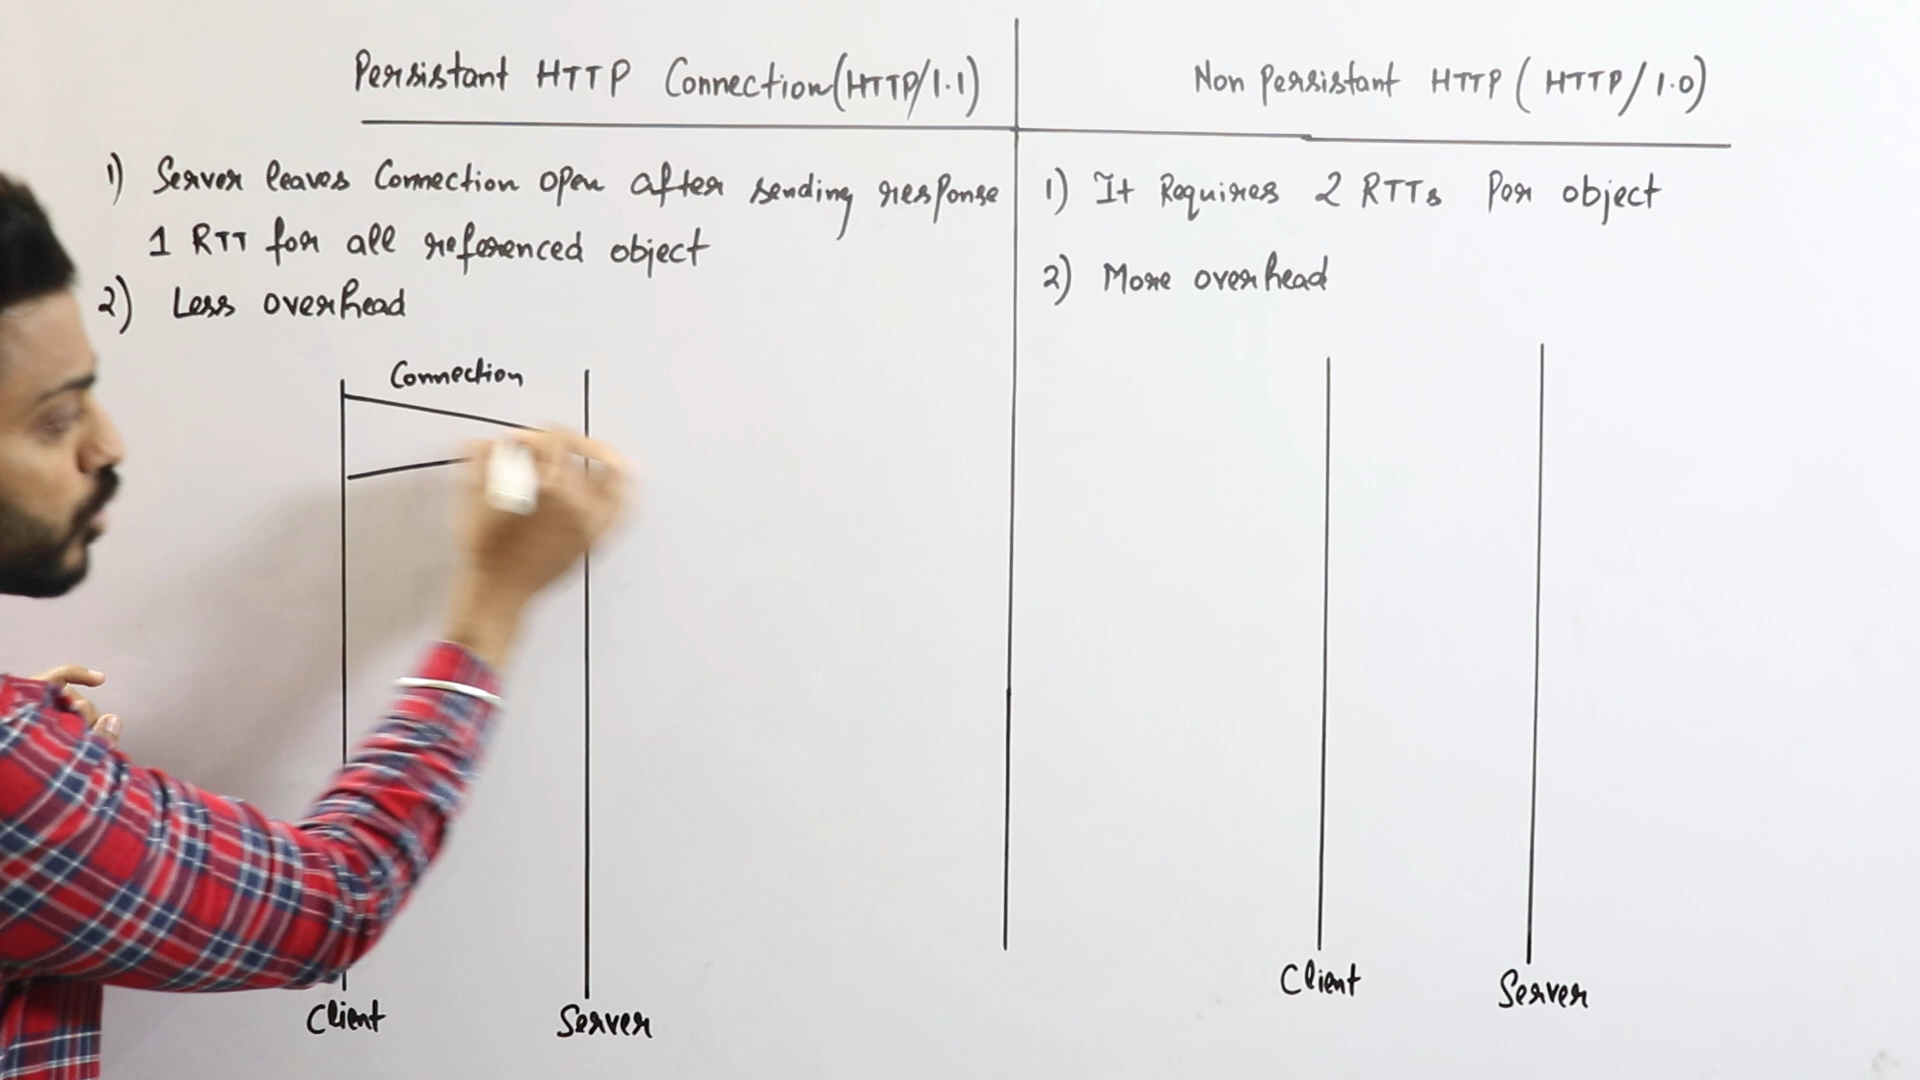 Persistant HTTP Connection(HTTP/1.1)
1) Server leaves Connection open after sending response
1 RTT for all referenced object
2) Less overhead
Connection
Client
Server
Non Persistant HTTP (HTTP/1.0)
1) It Requires 2 RTTs Per object
2) More overhead
Client
Server